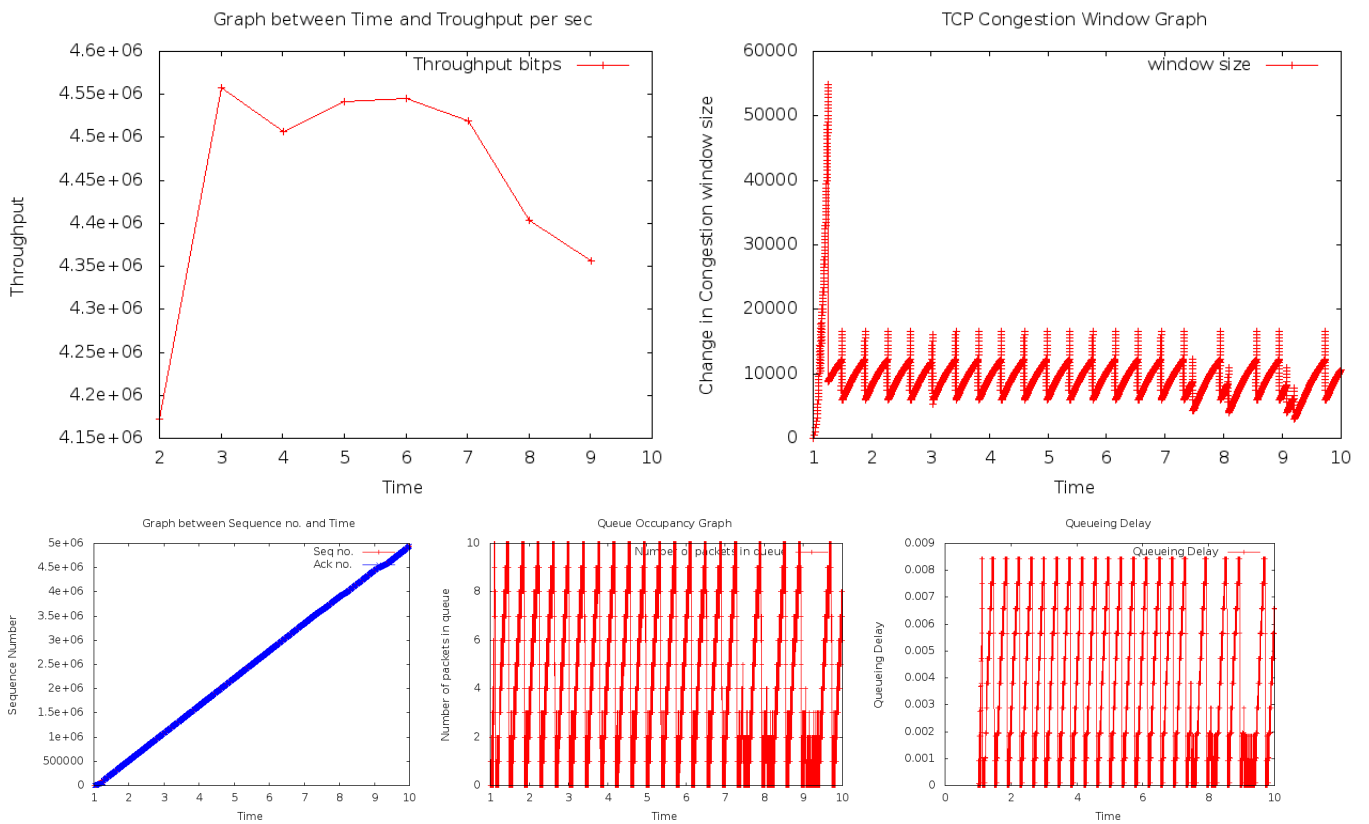 Graph between Time and Troughput per sec
Throughput bitps
4.6e+06
4.55e+06
4.5e+06
4.45e+06
4.4e+06
4.35e+06
4.3e+06
4.25e+06
4.2e+06
4.15e+06
Throughput
2 3 4 5 6 7 8 9 10
Time
TCP Congestion Window Graph
window size
60000
50000
40000
30000
20000
10000
0
Change in Congestion window size
1 2 3 4 5 6 7 8 9 10
Time
Graph between Sequence no. and Time
Seq no.
Ack no.
5e+06
4.5e+06
4e+06
3.5e+06
3e+06
2.5e+06
2e+06
1.5e+06
1e+06
500000
0
Sequence Number
1 2 3 4 5 6 7 8 9 10
Time
Queue Occupancy Graph
Number of packets in queue
10
8
6
4
2
0
Number of packets in queue
1 2 3 4 5 6 7 8 9 10
Time
Queueing Delay
Queueing Delay
0.009
0.008
0.007
0.006
0.005
0.004
0.003
0.002
0.001
0
Queueing Delay
0 2 4 6 8 10
Time